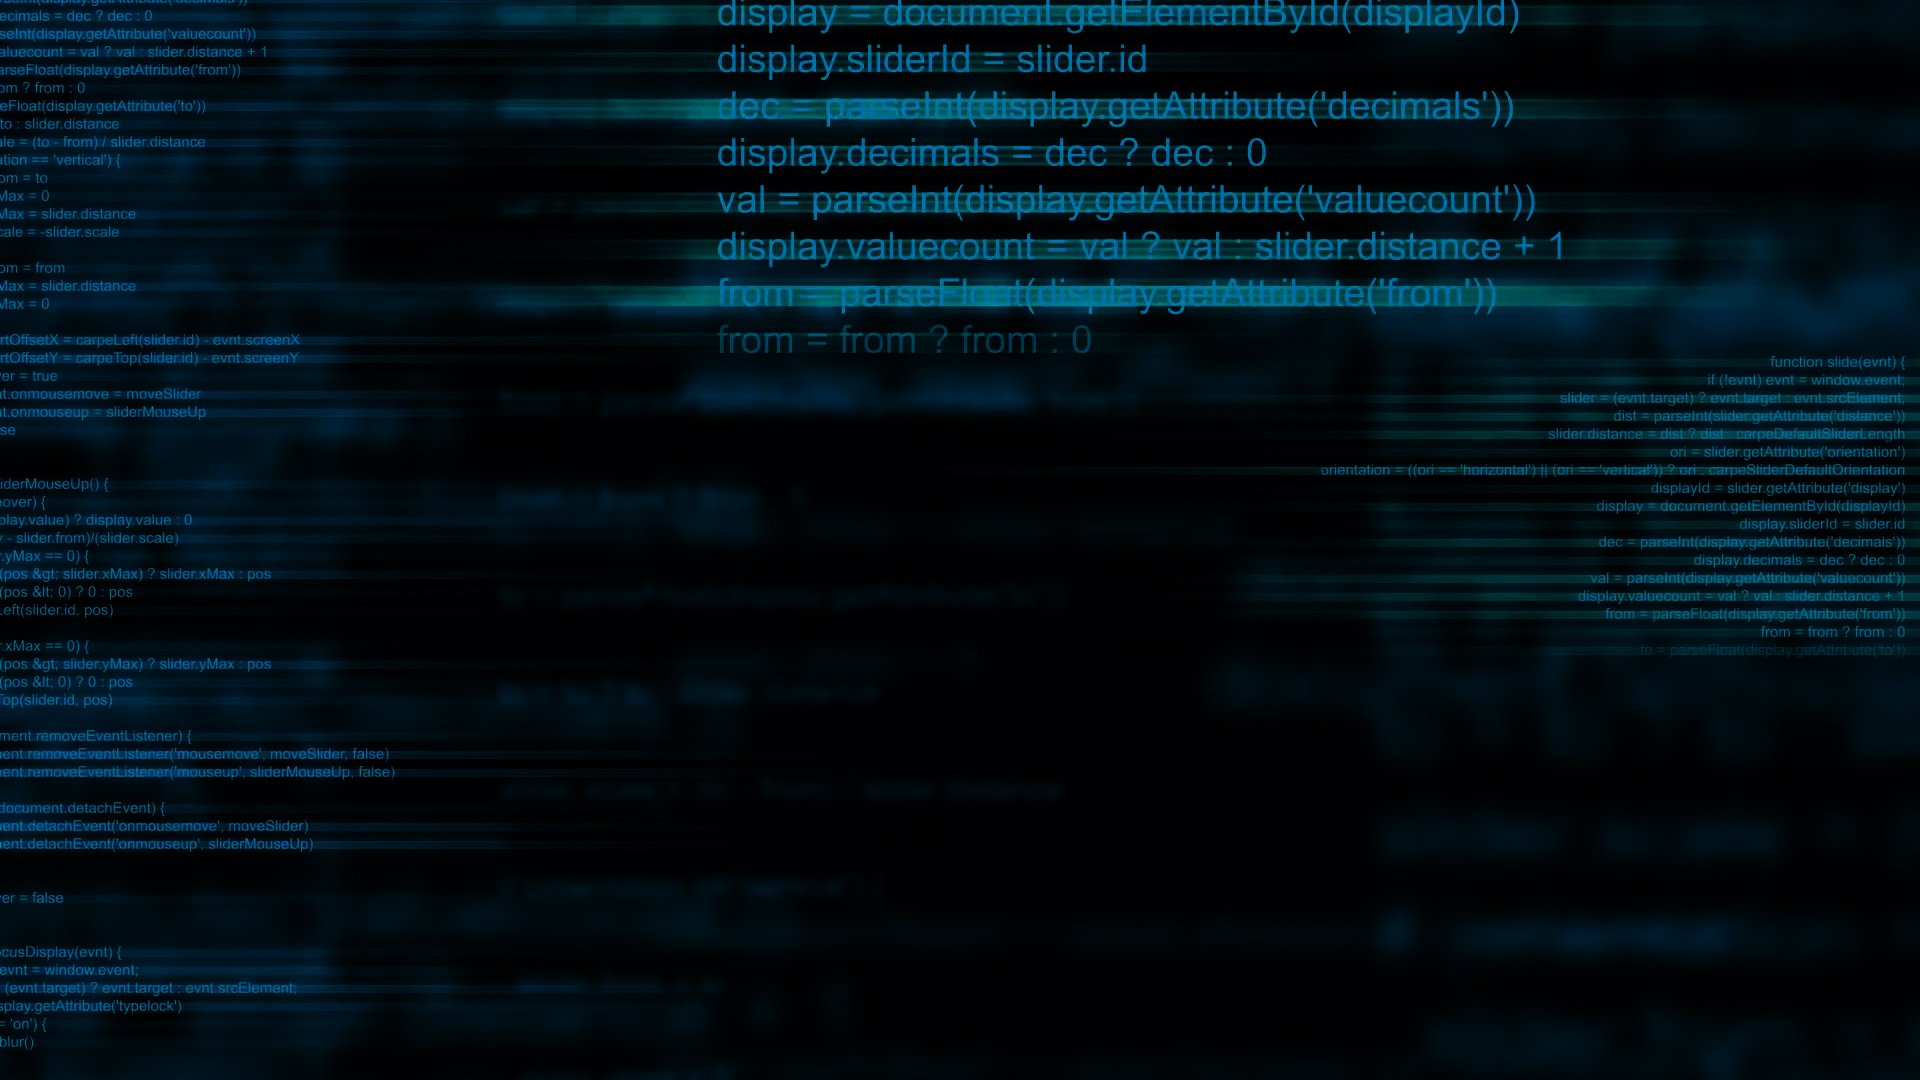 decimals = dec ? dec : 0
seInt(display.getAttribute('valuecount'))
aluecount = val ? val : slider.distance + 1
arseFloat(display.getAttribute('from'))
om ? from : 0
eFloat(display.getAttribute('to'))
to : slider.distance
ale = (to - from) / slider.distance
ation == 'vertical') {
om = to
Max = 0
Max = slider.distance
cale = -slider.scale
om = from
Max = slider.distance
Max = 0
rtOffsetX = carpeLeft(slider.id) - evnt.screenX
rtOffsetY = carpeTop(slider.id) - evnt.screenY
ver = true
nt.onmousemove = moveSlider
nt.onmouseup = sliderMouseUp
se
iderMouseUp() {
eover) {
play.value) ? display.value : 0
v - slider.from)/(slider.scale)
r.yMax == 0) {
(pos &gt; slider.xMax) ? slider.xMax : pos
(pos &lt; 0) ? 0 : pos
Left(slider.id, pos)
r.xMax == 0) {
(pos &gt; slider.yMax) ? slider.yMax : pos
(pos &lt; 0) ? 0 : pos
Top(slider.id, pos)
ment.removeEventListener) {
ment.removeEventListener('mousemove', moveSlider, false)
ment.removeEventListener('mouseup', sliderMouseUp, false)
document.detachEvent) {
ment.detachEvent('onmousemove', moveSlider)
ment.detachEvent('onmouseup', sliderMouseUp)
ver = false
ocusDisplay(evnt) {
evnt = window.event;
(evnt.target) ? evnt.target : evnt.srcElement;
splay.getAttribute('typelock')
= 'on') {
blur()
display = document.getElementById(displayId)
display.sliderId = slider.id
dec = parseInt(display.getAttribute('decimals'))
display.decimals = dec ? dec : 0
val = parseInt(display.getAttribute('valuecount'))
display.valuecount = val ? val : slider.distance + 1
from = parseFloat(display.getAttribute('from'))
from = from ? from : 0
function slide(evnt) {
if (!evnt) evnt = window.event;
slider = (evnt.target) ? evnt.target : evnt.srcElement;
dist = parseInt(slider.getAttribute('distance'))
slider.distance = dist ? dist : carpeDefaultSliderLength
ori = slider.getAttribute('orientation')
orientation = ((ori == 'horizontal') || (ori == 'vertical')) ? ori : carpeSliderDefaultOrientation
displayId = slider.getAttribute('display')
display = document.getElementById(displayId)
display.sliderId = slider.id
dec = parseInt(display.getAttribute('decimals'))
display.decimals = dec ? dec : 0
val = parseInt(display.getAttribute('valuecount'))
display.valuecount = val ? val : slider.distance + 1
from = parseFloat(display.getAttribute('from'))
from = from ? from : 0
to = parseFloat(display.getAttribute('to'))